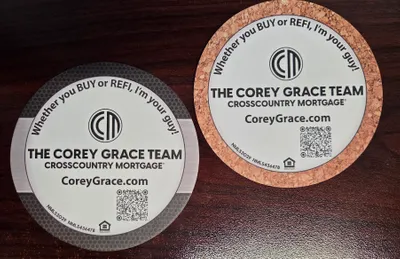 Whether you BUY or REFI, I'm your guy!
CM
THE COREY GRACE TEAM
CROSSCOUNTRY MORTGAGE
CoreyGrace.com
Whether you BUY or REFI, I'm your guy!
CM
THE COREY GRACE TEAM
CROSSCOUNTRY MORTGAGE
CoreyGrace.com